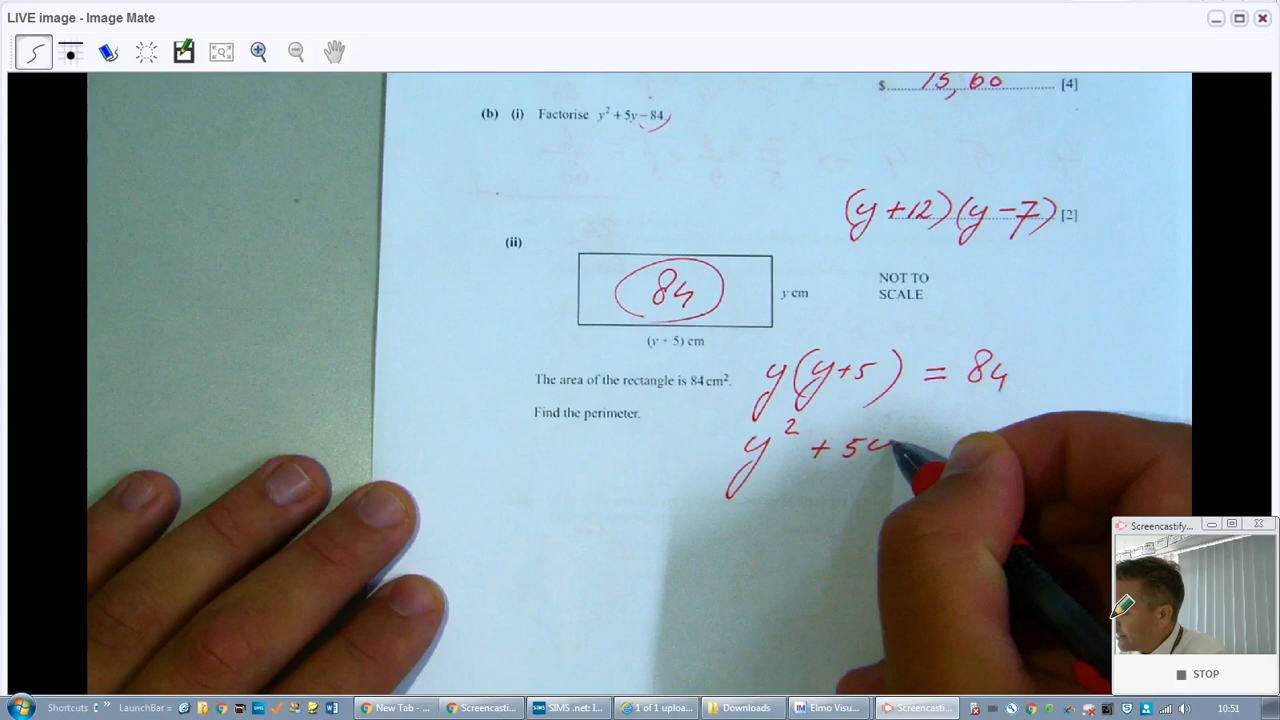 LIVE image - Image Mate
$ 15,60 [4]
(b) (i) Factorise y² + 5y – 84
(y + 12)(y – 7) [2]
(ii)
84
y cm
NOT TO
SCALE
(y + 5) cm
The area of the rectangle is 84 cm².
y(y+5) = 84
Find the perimeter.
y² + 5y
Screencastify...
STOP
Shortcuts
LaunchBar
New Tab - ...
Screencasti...
SIMS .net: I...
1 of 1 uploa...
Downloads
Elmo Visu...
Screencasti...
10:51